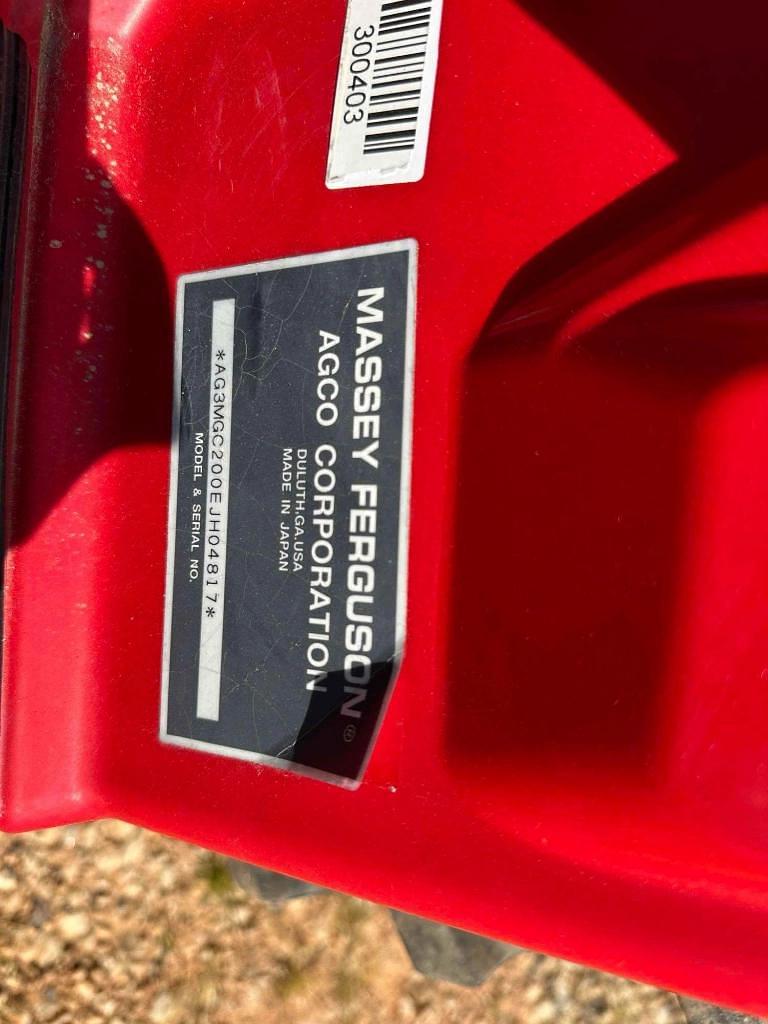 300403
MASSEY FERGUSON®
AGCO CORPORATION
DULUTH,GA.USA
MADE IN JAPAN
*AG3MGC200EJH04817*
MODEL & SERIAL NO.